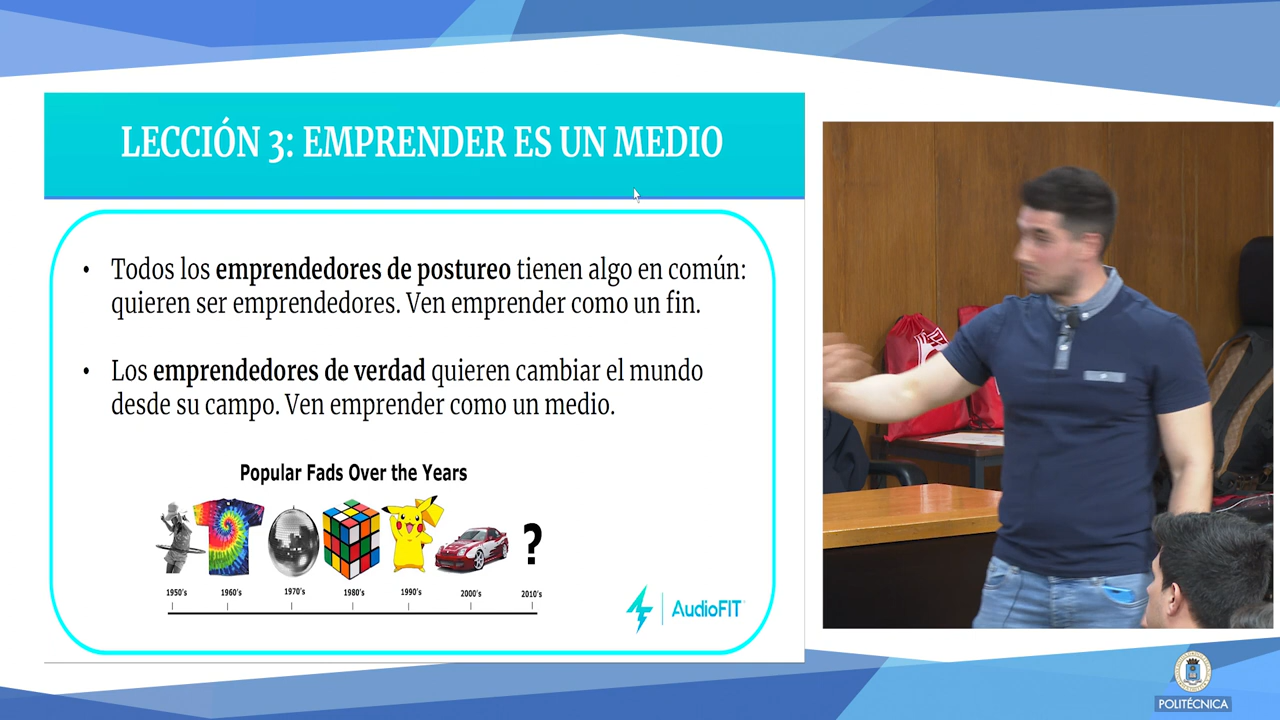 LECCIÓN 3: EMPRENDER ES UN MEDIO
• Todos los emprendedores de postureo tienen algo en común:
quieren ser emprendedores. Ven emprender como un fin.
• Los emprendedores de verdad quieren cambiar el mundo
desde su campo. Ven emprender como un medio.
Popular Fads Over the Years
?
1950's 1960's 1970's 1980's 1990's 2000's 2010's
AudioFIT
POLITÉCNICA